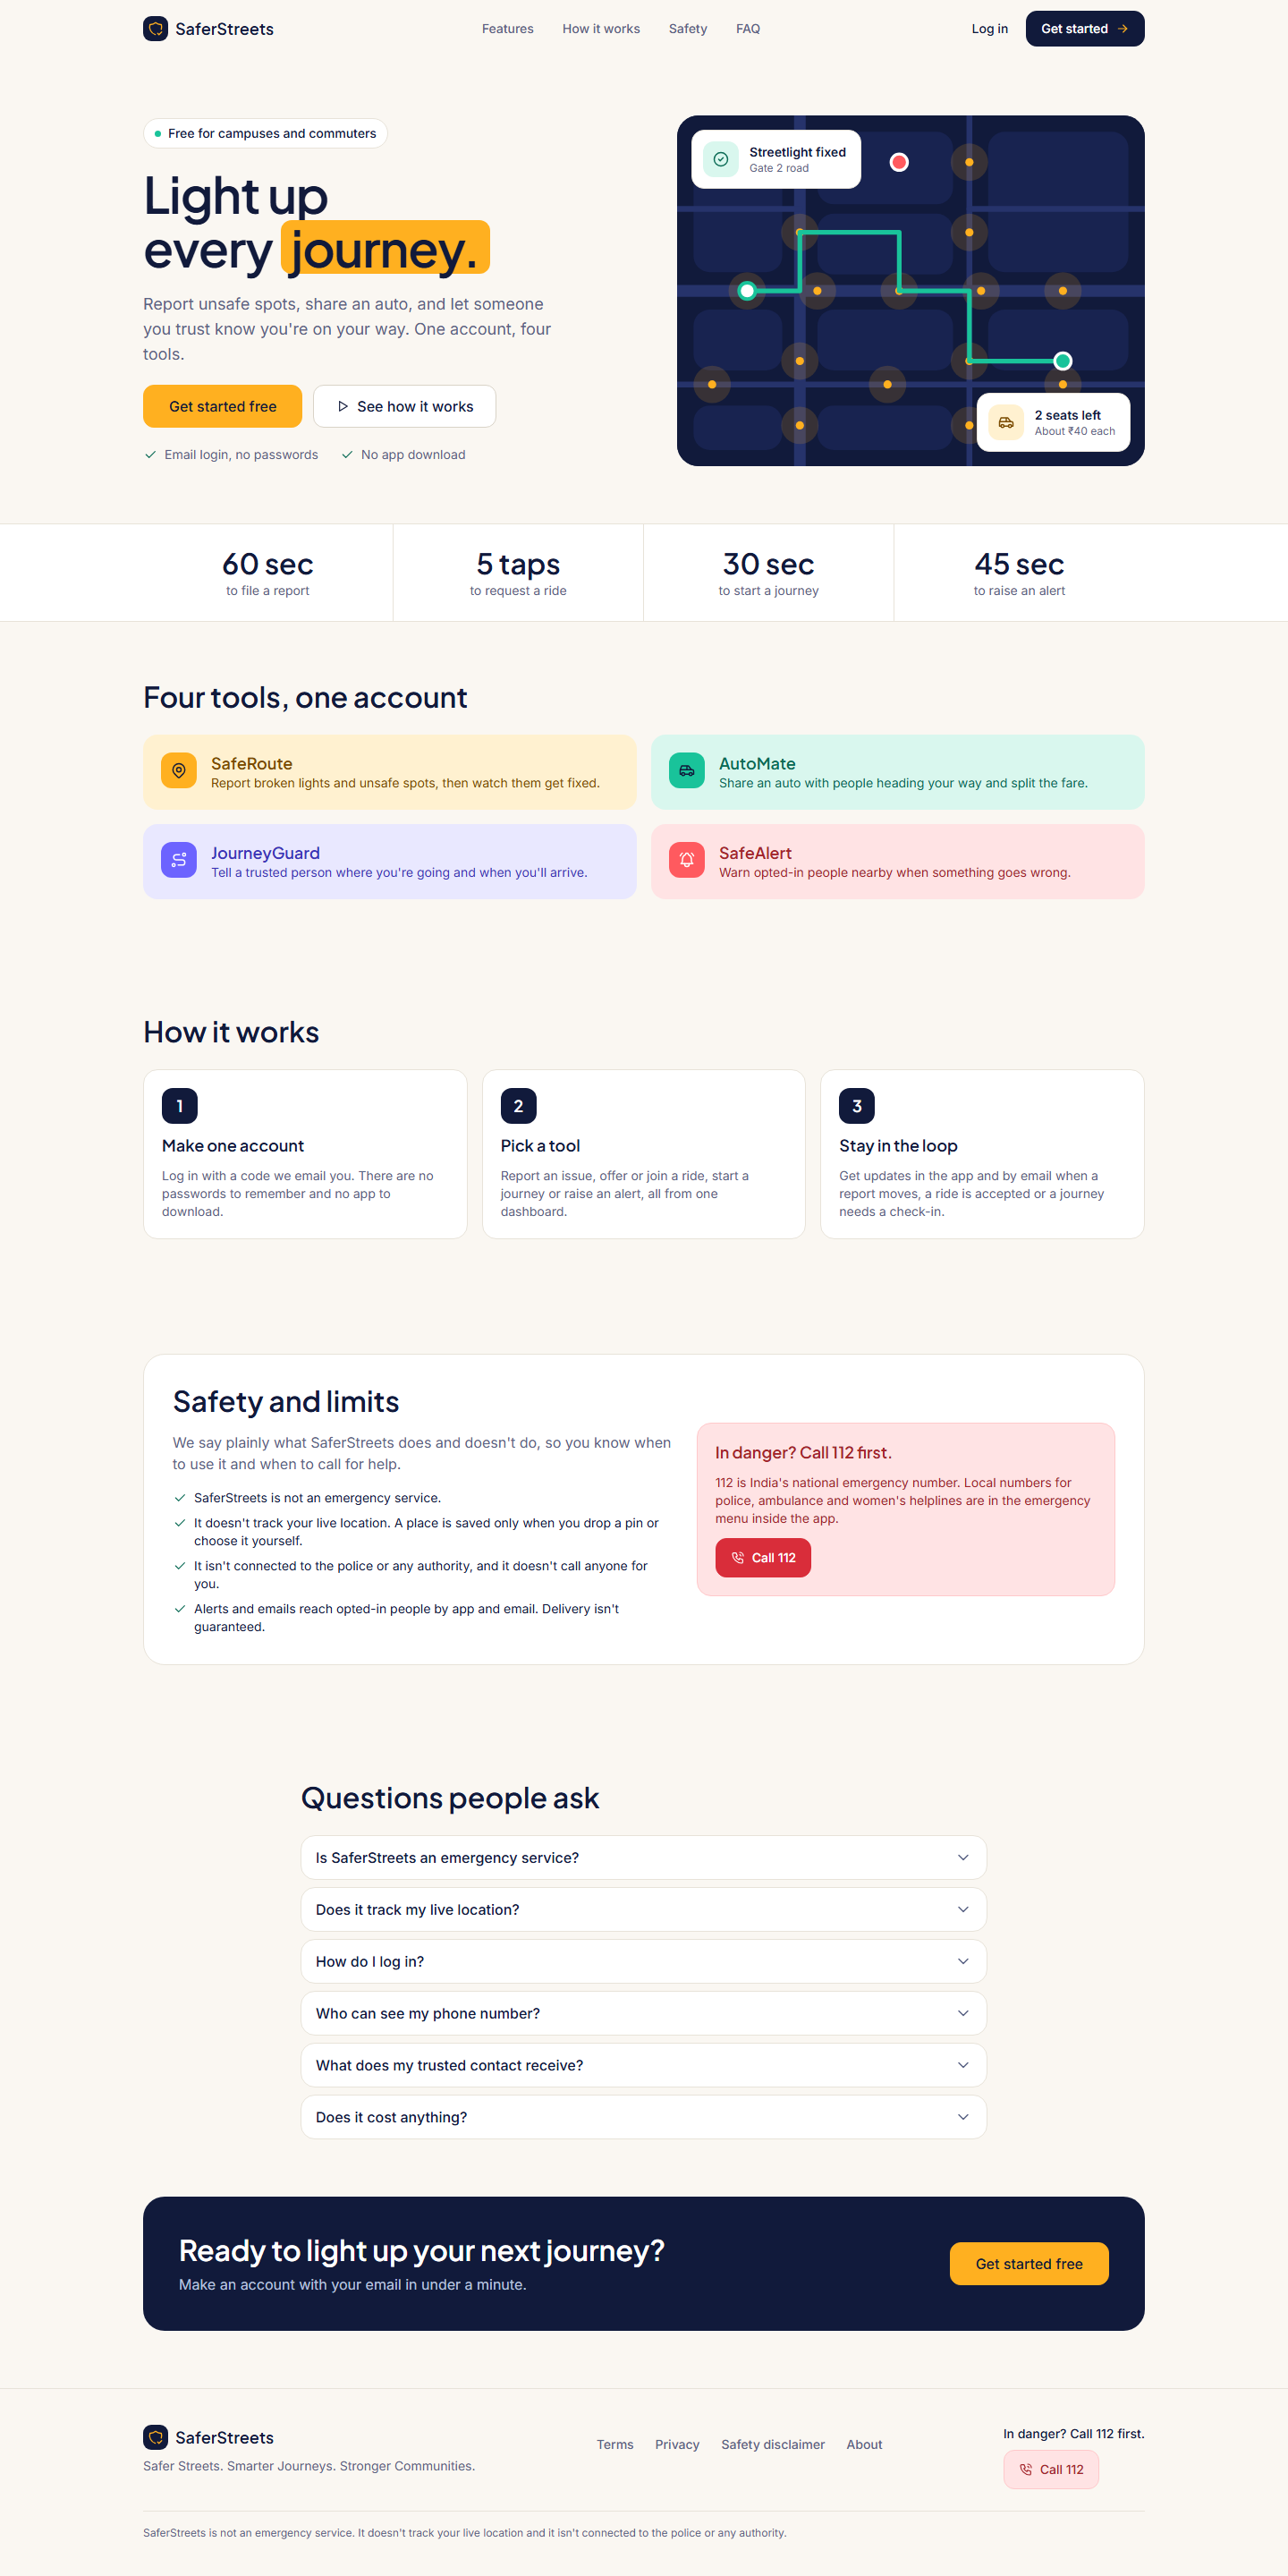 SaferStreets
Features
How it works
Safety
FAQ
Log in
Get started
Free for campuses and commuters
Light up
every journey.
Report unsafe spots, share an auto, and let someone
you trust know you're on your way. One account, four
tools.
Get started free
See how it works
Email login, no passwords
No app download
Streetlight fixed
Gate 2 road
2 seats left
About ₹40 each
60 sec
to file a report
5 taps
to request a ride
30 sec
to start a journey
45 sec
to raise an alert
Four tools, one account
SafeRoute
Report broken lights and unsafe spots, then watch them get fixed.
AutoMate
Share an auto with people heading your way and split the fare.
JourneyGuard
Tell a trusted person where you're going and when you'll arrive.
SafeAlert
Warn opted-in people nearby when something goes wrong.
How it works
1
Make one account
Log in with a code we email you. There are no
passwords to remember and no app to
download.
2
Pick a tool
Report an issue, offer or join a ride, start a
journey or raise an alert, all from one
dashboard.
3
Stay in the loop
Get updates in the app and by email when a
report moves, a ride is accepted or a journey
needs a check-in.
Safety and limits
We say plainly what SaferStreets does and doesn't do, so you know when
to use it and when to call for help.
SaferStreets is not an emergency service.
It doesn't track your live location. A place is saved only when you drop a pin or
choose it yourself.
It isn't connected to the police or any authority, and it doesn't call anyone for
you.
Alerts and emails reach opted-in people by app and email. Delivery isn't
guaranteed.
In danger? Call 112 first.
112 is India's national emergency number. Local numbers for
police, ambulance and women's helplines are in the emergency
menu inside the app.
Call 112
Questions people ask
Is SaferStreets an emergency service?
Does it track my live location?
How do I log in?
Who can see my phone number?
What does my trusted contact receive?
Does it cost anything?
Ready to light up your next journey?
Make an account with your email in under a minute.
Get started free
SaferStreets
Safer Streets. Smarter Journeys. Stronger Communities.
Terms
Privacy
Safety disclaimer
About
In danger? Call 112 first.
Call 112
SaferStreets is not an emergency service. It doesn't track your live location and it isn't connected to the police or any authority.